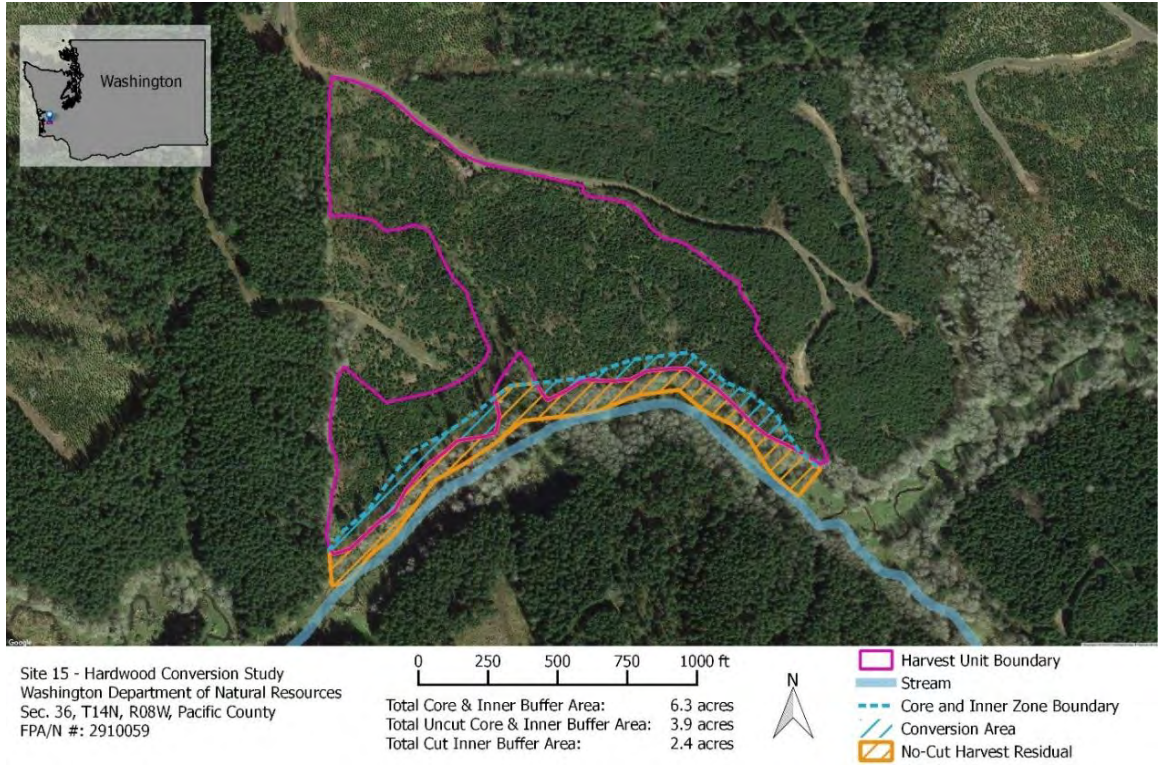 Washington
Google
Site 15 - Hardwood Conversion Study
Washington Department of Natural Resources
Sec. 36, T14N, R08W, Pacific County
FPA/N #: 2910059
0 250 500 750 1000 ft
Total Core & Inner Buffer Area: 6.3 acres
Total Uncut Core & Inner Buffer Area: 3.9 acres
Total Cut Inner Buffer Area: 2.4 acres
N
Harvest Unit Boundary
Stream
Core and Inner Zone Boundary
Conversion Area
No-Cut Harvest Residual